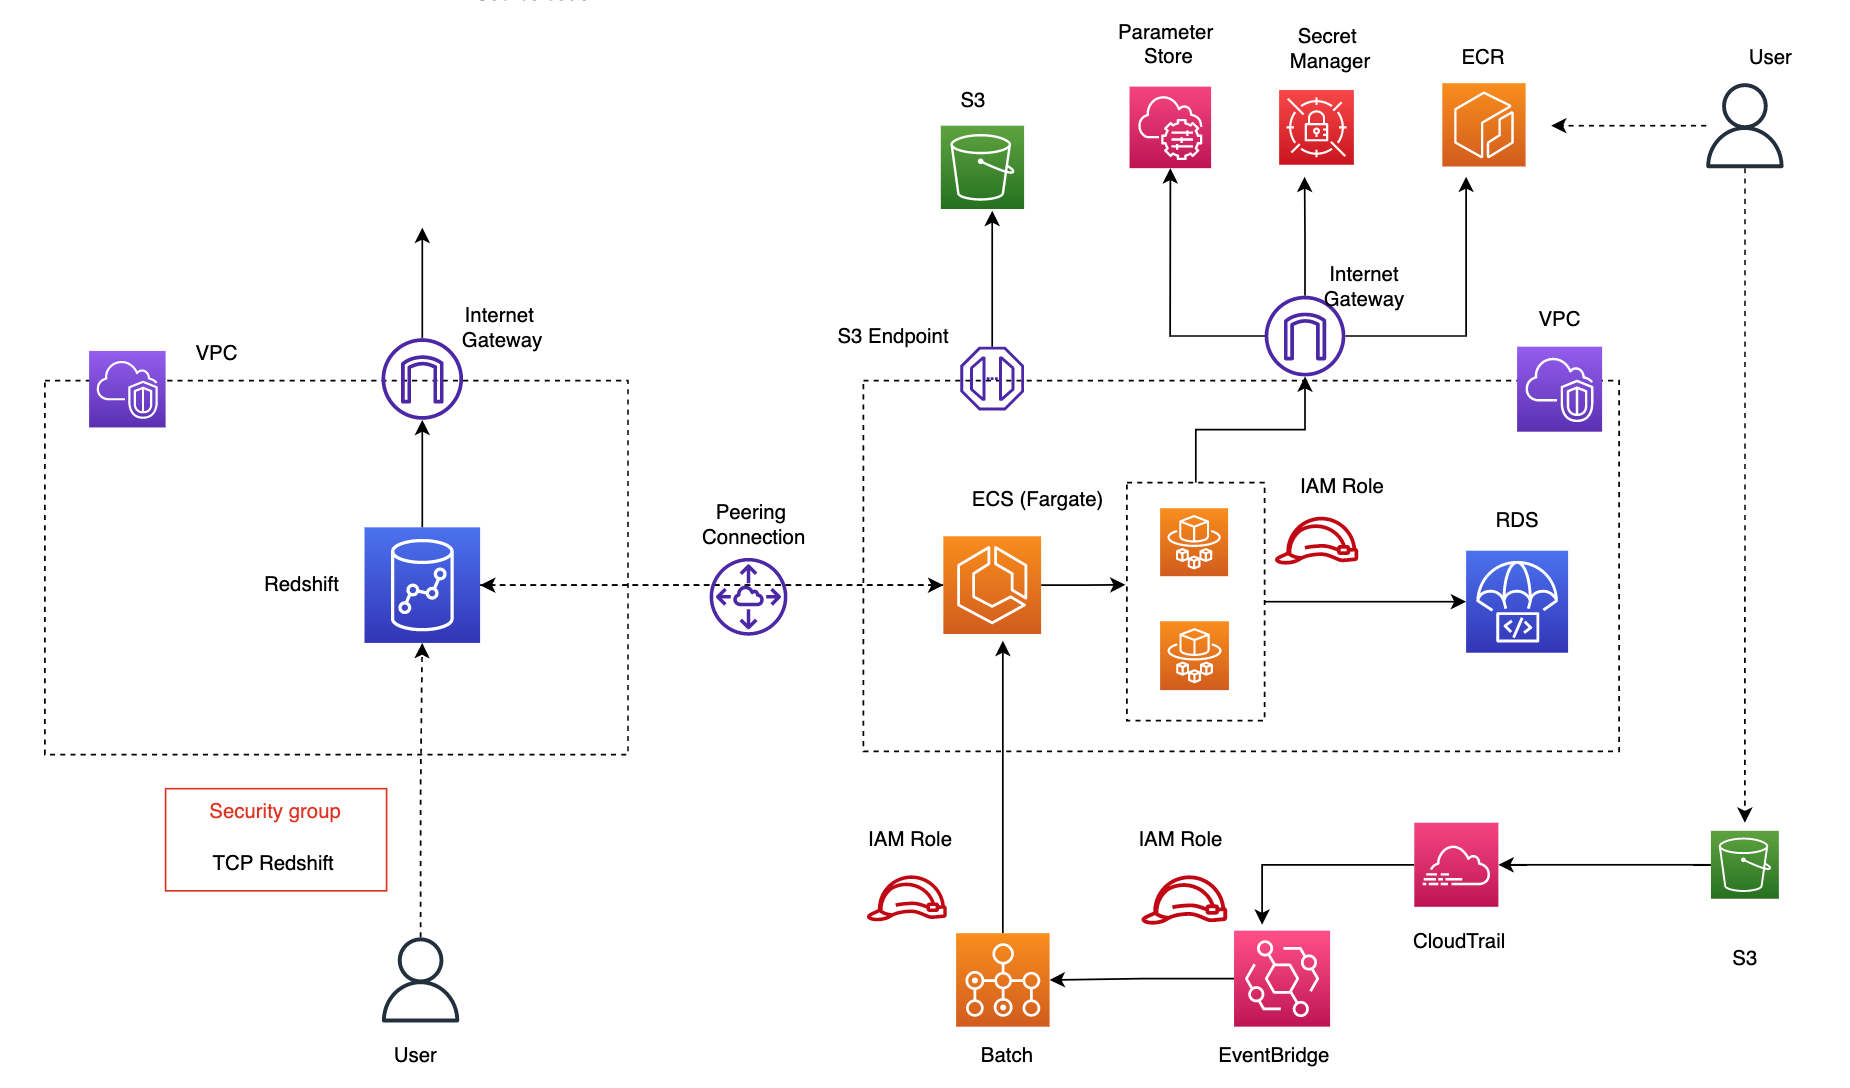 Parameter
Store
Secret
Manager
ECR
User
S3
Internet
Gateway
Internet
Gateway
S3 Endpoint
VPC
VPC
IAM Role
ECS (Fargate)
Peering
Connection
RDS
Redshift
</>
Security group
TCP Redshift
IAM Role
IAM Role
CloudTrail
S3
User
Batch
EventBridge